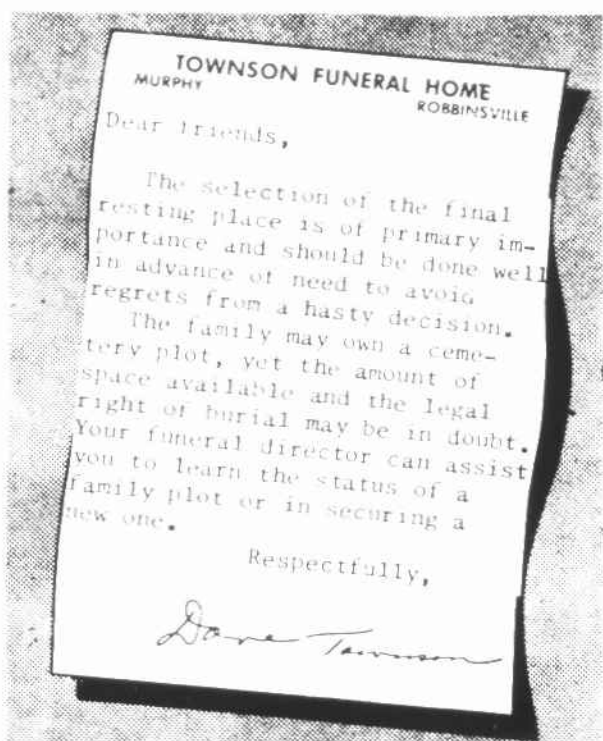 TOWNSON FUNERAL HOME
MURPHY ROBBINSVILLE
Dear friends,
The selection of the final
resting place is of primary im-
portance and should be done well
in advance of need to avoid
regrets from a hasty decision.
The family may own a ceme-
tery plot, yet the amount of
space available and the legal
right of burial may be in doubt.
Your funeral director can assist
you to learn the status of a
family plot or in securing a
new one.
Respectfully,
Dave Townson